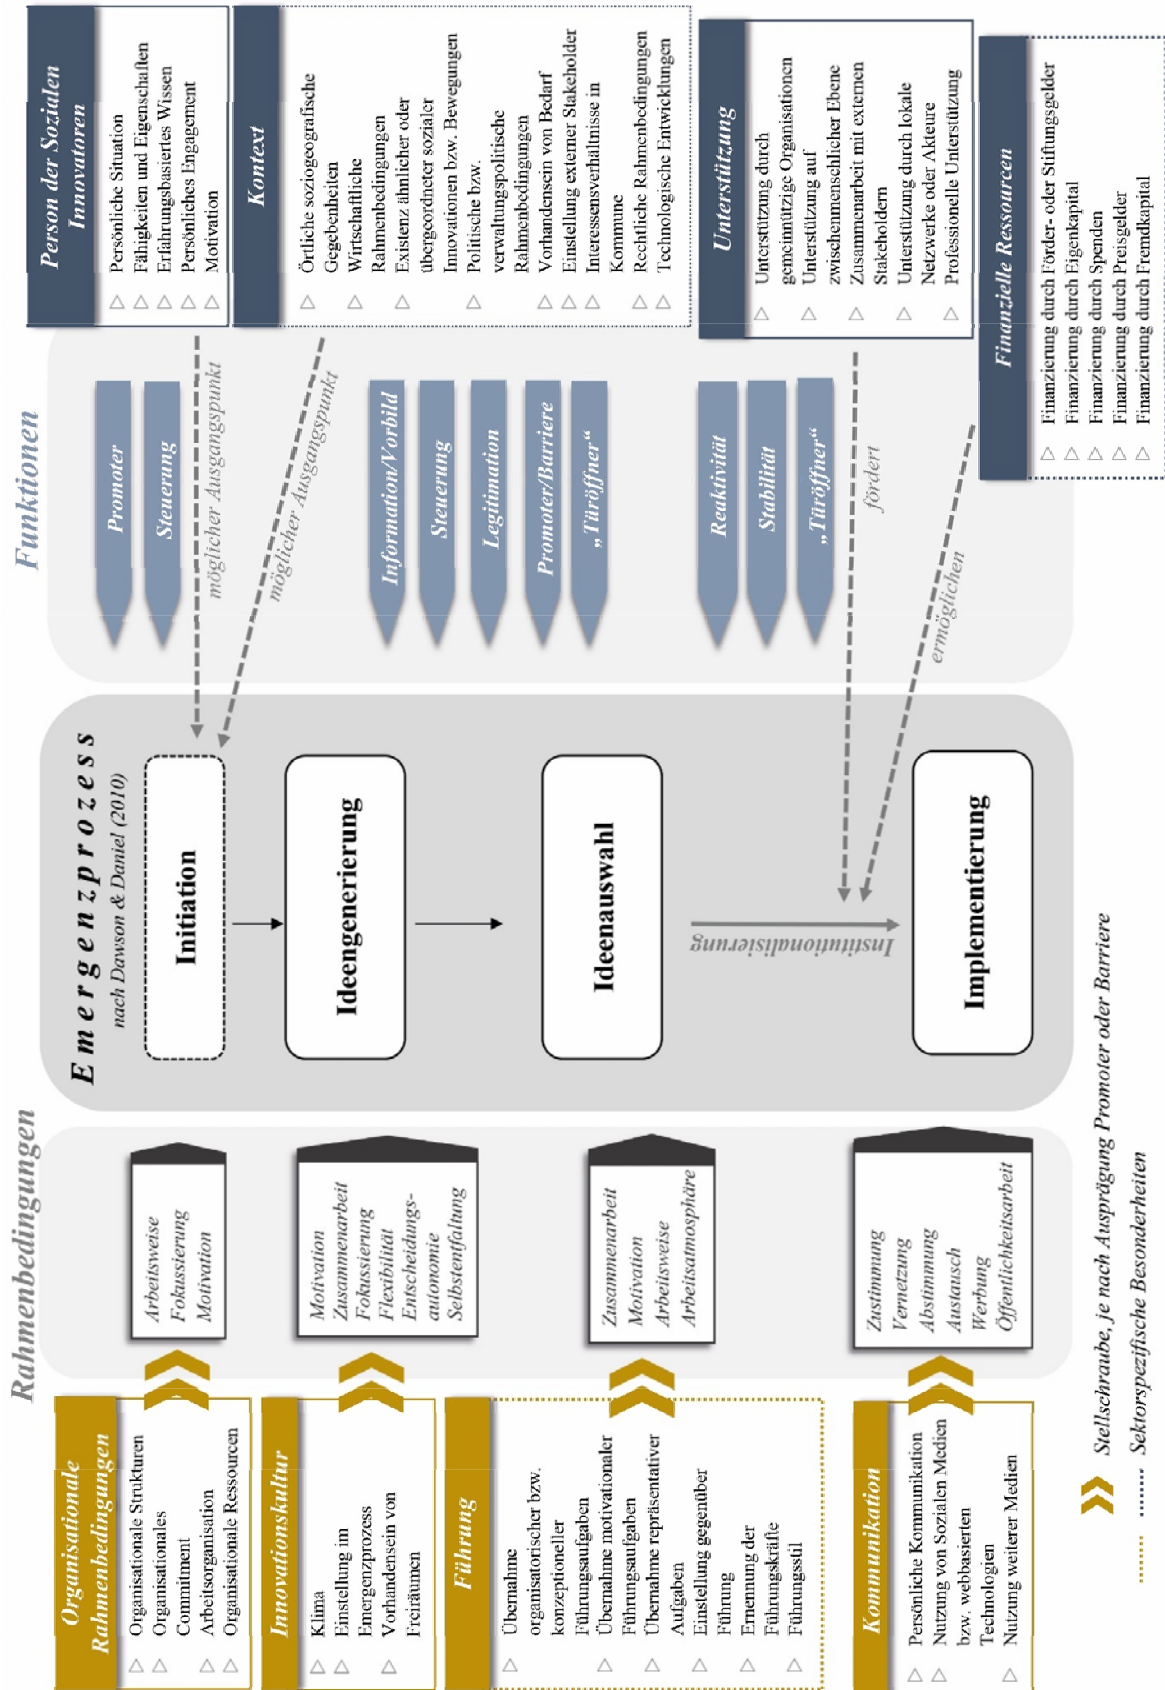 Rahmenbedingungen
Funktionen
Organisationale
Rahmenbedingungen
Organisationale Strukturen
Organisationales
Commitment
Arbeitsorganisation
Organisationale Ressourcen
Arbeitsweise
Fokussierung
Motivation
Innovationskultur
Klima
Einstellung im
Emergenzprozess
Vorhandensein von
Freiräumen
Motivation
Zusammenarbeit
Fokussierung
Flexibilität
Entscheidungs-
autonomie
Selbstentfaltung
Führung
Übernahme
organisatorischer bzw.
konzeptioneller
Führungsaufgaben
Übernahme motivationaler
Führungsaufgaben
Übernahme repräsentativer
Aufgaben
Einstellung gegenüber
Führung
Ernennung der
Führungskräfte
Führungsstil
Zusammenarbeit
Motivation
Arbeitsweise
Arbeitsatmosphäre
Kommunikation
Persönliche Kommunikation
Nutzung von Sozialen Medien
bzw. webbasierten
Technologien
Nutzung weiterer Medien
Zustimmung
Vernetzung
Abstimmung
Austausch
Werbung
Öffentlichkeitsarbeit
Emergenzprozess
nach Dawson & Daniel (2010)
Initiation
Ideengenerierung
Ideenauswahl
Institutionalisierung
Implementierung
Promoter
Steuerung
möglicher Ausgangspunkt
möglicher Ausgangspunkt
Information/Vorbild
Steuerung
Legitimation
Promoter/Barriere
„Türöffner“
Reaktivität
Stabilität
„Türöffner“
fördert
ermöglichen
Person der Sozialen
Innovatoren
Persönliche Situation
Fähigkeiten und Eigenschaften
Erfahrungsbasiertes Wissen
Persönliches Engagement
Motivation
Kontext
Örtliche soziogeografische
Gegebenheiten
Wirtschaftliche
Rahmenbedingungen
Existenz ähnlicher oder
übergeordneter sozialer
Innovationen bzw. Bewegungen
Politische bzw.
verwaltungspolitische
Rahmenbedingungen
Vorhandensein von Bedarf
Einstellung externer Stakeholder
Interessensverhältnisse in
Kommune
Rechtliche Rahmenbedingungen
Technologische Entwicklungen
Unterstützung
Unterstützung durch
gemeinnützige Organisationen
Unterstützung auf
zwischenmenschlicher Ebene
Zusammenarbeit mit externen
Stakeholdern
Unterstützung durch lokale
Netzwerke oder Akteure
Professionelle Unterstützung
Finanzielle Ressourcen
Finanzierung durch Förder- oder Stiftungsgelder
Finanzierung durch Eigenkapital
Finanzierung durch Spenden
Finanzierung durch Preisgelder
Finanzierung durch Fremdkapital
Stellschraube, je nach Ausprägung Promoter oder Barriere
Sektorspezifische Besonderheiten